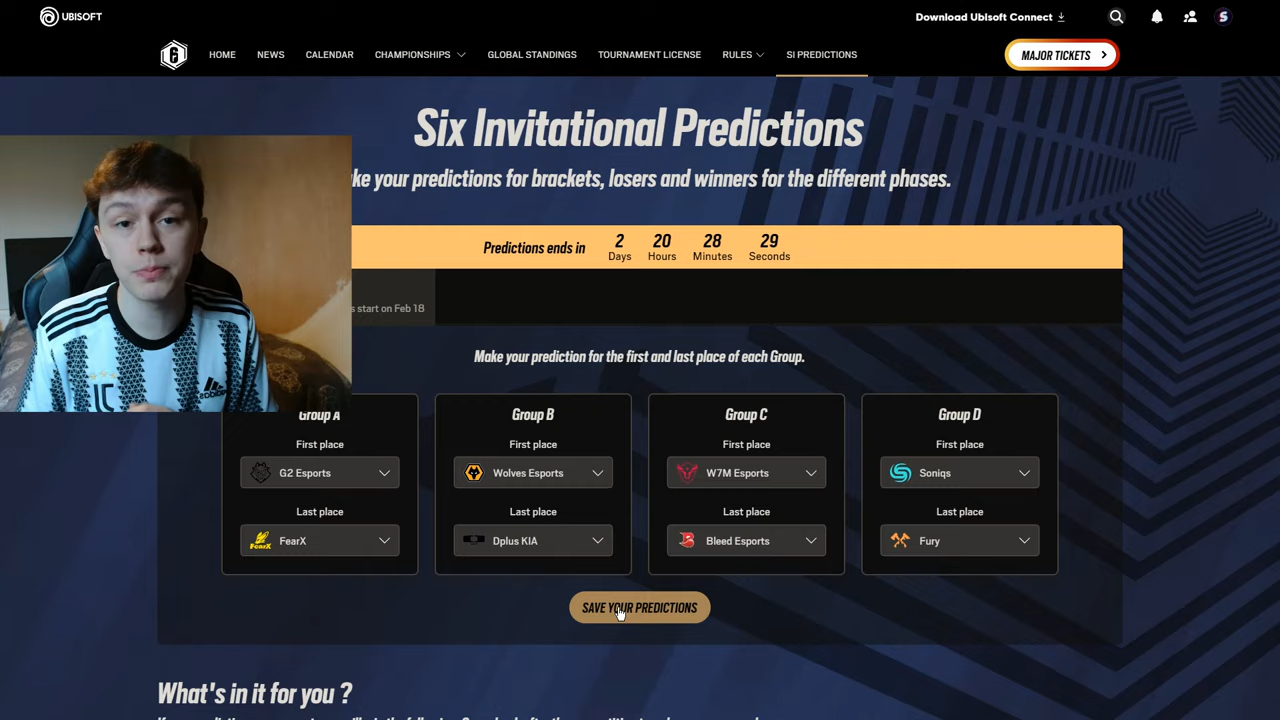 UBISOFT
Download Ubisoft Connect
S
6
HOME
NEWS
CALENDAR
CHAMPIONSHIPS
GLOBAL STANDINGS
TOURNAMENT LICENSE
RULES
SI PREDICTIONS
MAJOR TICKETS
Six Invitational Predictions
ke your predictions for brackets, losers and winners for the different phases.
Predictions ends in
2 20 28 29
Days Hours Minutes Seconds
s start on Feb 18
Make your prediction for the first and last place of each Group.
Group A
First place
G2 Esports
Last place
FearX
Group B
First place
Wolves Esports
Last place
Dplus KIA
Group C
First place
W7M Esports
Last place
Bleed Esports
Group D
First place
Soniqs
Last place
Fury
SAVE YOUR PREDICTIONS
What's in it for you ?